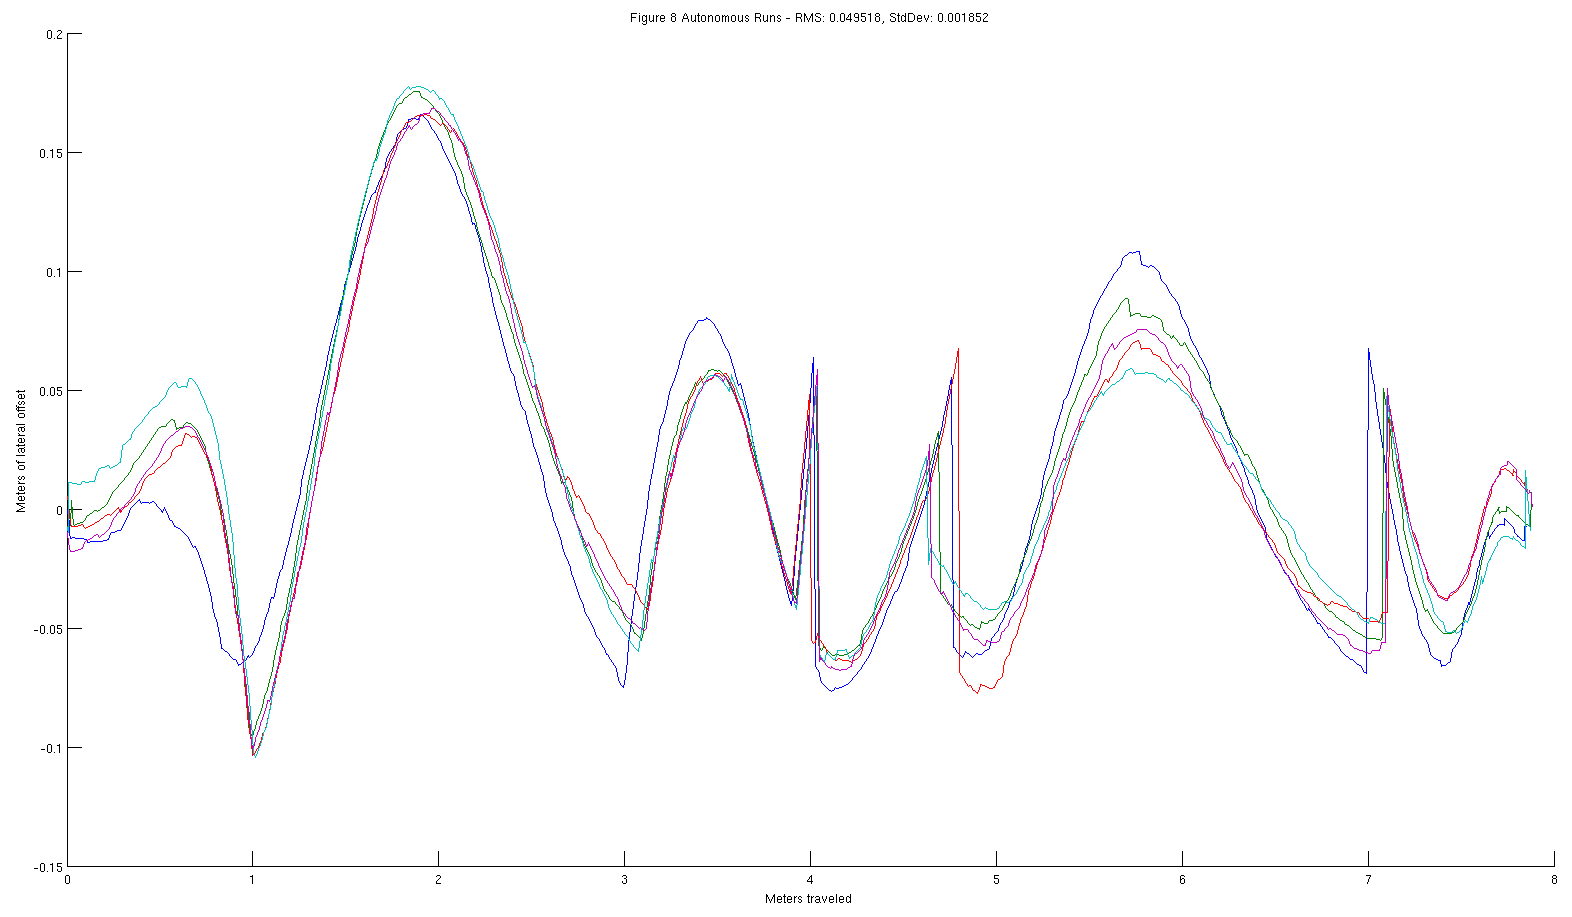 Figure 8 Autonomous Runs - RMS: 0.049518, StdDev: 0.001852
0.2
0.15
0.1
0.05
0
-0.05
-0.1
-0.15
Meters of lateral offset
0 1 2 3 4 5 6 7 8
Meters traveled